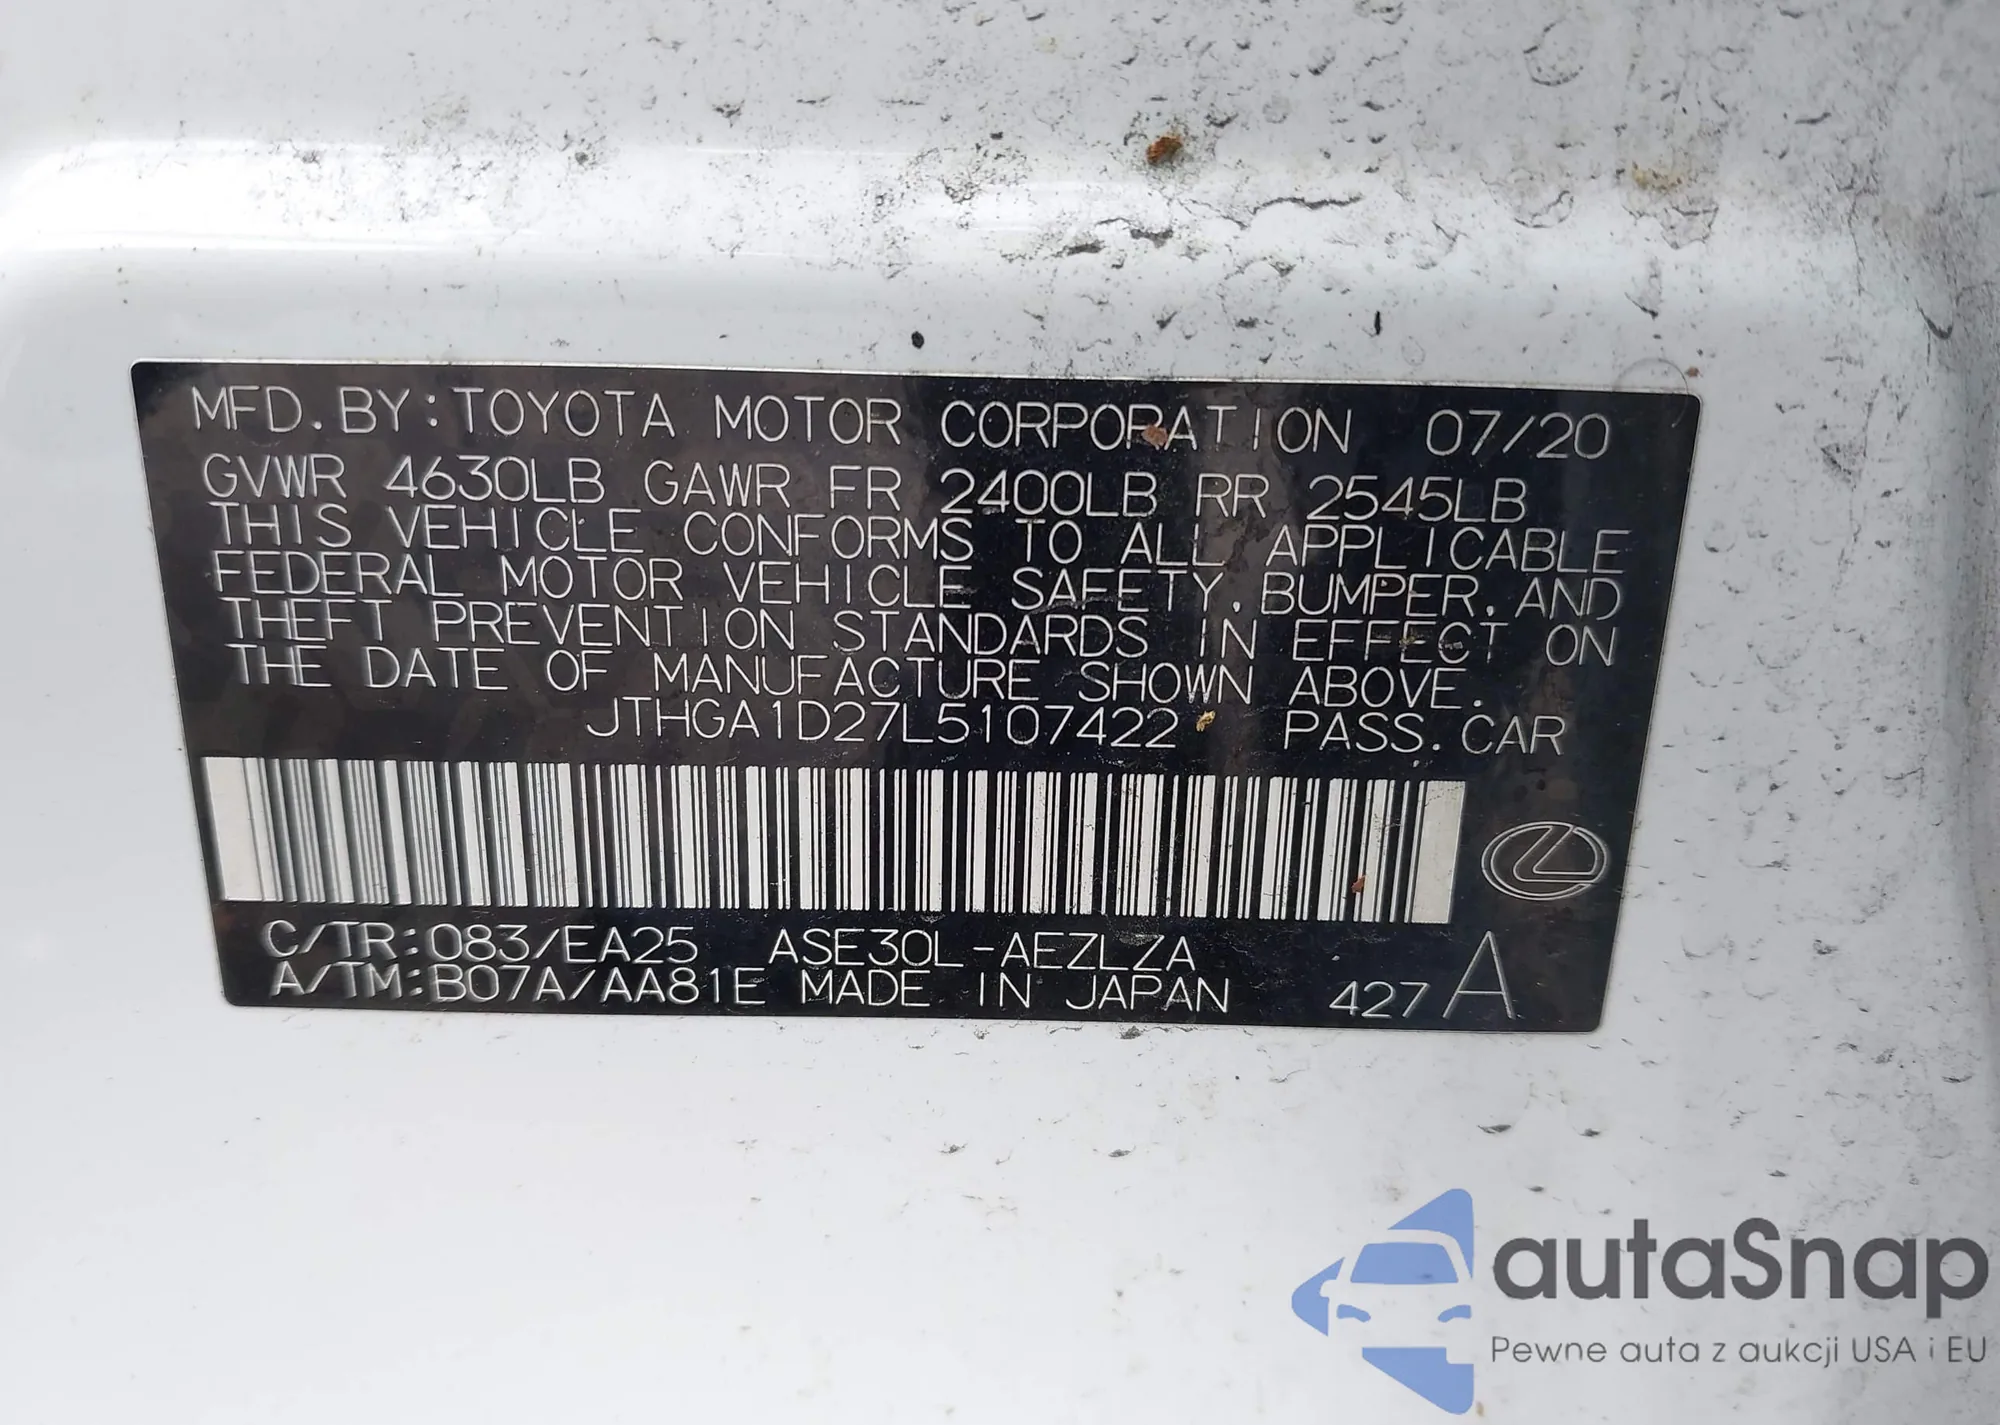 MFD. BY: TOYOTA MOTOR CORPORATION 07/20
GVWR 4630LB GAWR FR 2400LB RR 2545LB
THIS VEHICLE CONFORMS TO ALL APPLICABLE
FEDERAL MOTOR VEHICLE SAFETY, BUMPER, AND
THEFT PREVENTION STANDARDS IN EFFECT ON
THE DATE OF MANUFACTURE SHOWN ABOVE.
JTHGA1D27L5107422 PASS. CAR
C/TR: 083/EA25 ASE30L-AEZLZA
A/TM: B07A/AA81E MADE IN JAPAN 427 A
autaSnap
Pewne auta z aukcji USA i EU